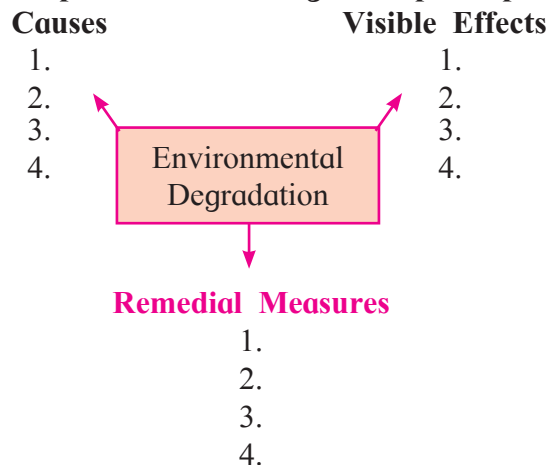 Causes
1.
2.
3.
4.
Visible Effects
1.
2.
3.
4.
Environmental
Degradation
Remedial Measures
1.
2.
3.
4.